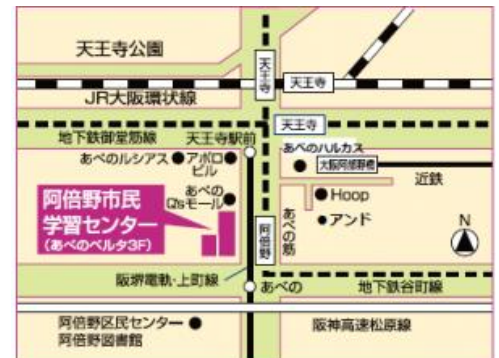 天王寺公園
天王寺
天王寺
JR大阪環状線
天王寺
地下鉄御堂筋線
天王寺駅前
あべのハルカス
あべのルシアス
アポロ
ビル
大阪阿部野橋
近鉄
あべの
Q'sモール
阿倍野市民
学習センター
(あべのベルタ3F)
Hoop
アンド
あべの筋
阿倍野
N
阪堺電軌・上町線
あべの
地下鉄谷町線
阿倍野区民センター
阿倍野図書館
阪神高速松原線